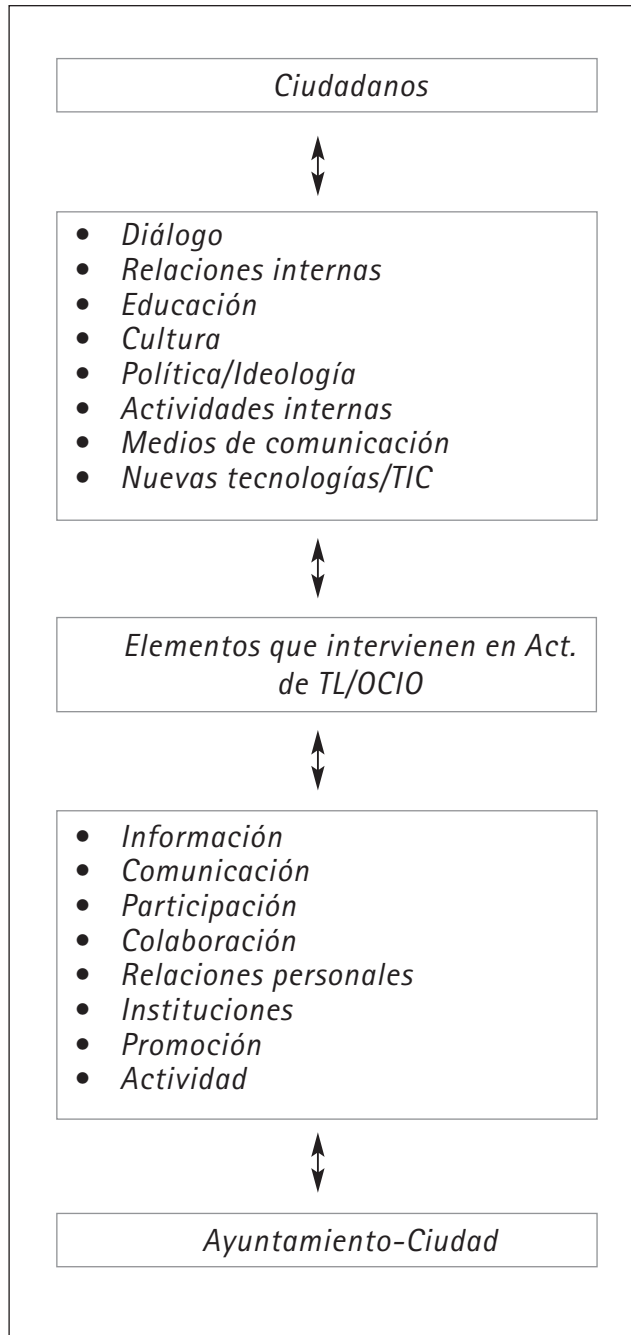 Ciudadanos
• Diálogo
• Relaciones internas
• Educación
• Cultura
• Política/Ideología
• Actividades internas
• Medios de comunicación
• Nuevas tecnologías/TIC
Elementos que intervienen en Act.
de TL/OCIO
• Información
• Comunicación
• Participación
• Colaboración
• Relaciones personales
• Instituciones
• Promoción
• Actividad
Ayuntamiento-Ciudad